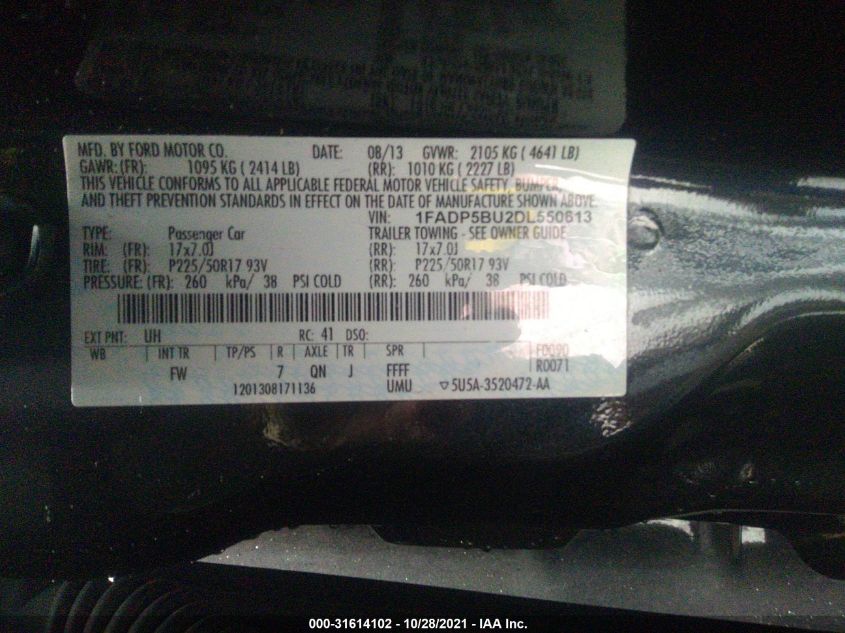 MFD. BY FORD MOTOR CO. DATE: 08/13 GVWR: 2105 KG ( 4641 LB)
GAWR:(FR): 1095 KG ( 2414 LB) (RR): 1010 KG ( 2227 LB)
THIS VEHICLE CONFORMS TO ALL APPLICABLE FEDERAL MOTOR VEHICLE SAFETY, BUMPER,
AND THEFT PREVENTION STANDARDS IN EFFECT ON THE DATE OF MANUFACTURE SHOWN ABOVE.
VIN: 1FADP5BU2DL550613
TYPE: Passenger Car TRAILER TOWING - SEE OWNER GUIDE
RIM: (FR): 17x7.0J (RR): 17x7.0J
TIRE: (FR): P225/50R17 93V (RR): P225/50R17 93V
PRESSURE: (FR): 260 kPa/ 38 PSI COLD (RR): 260 kPa/ 38 PSI COLD
EXT PNT: UH RC: 41 DSO:
WB INT TR TP/PS R AXLE TR SPR F0090
FW 7 QN J FFFF R0071
1201308171136 UMU ▽5U5A-3520472-AA
000-31614102 - 10/28/2021 - IAA Inc.